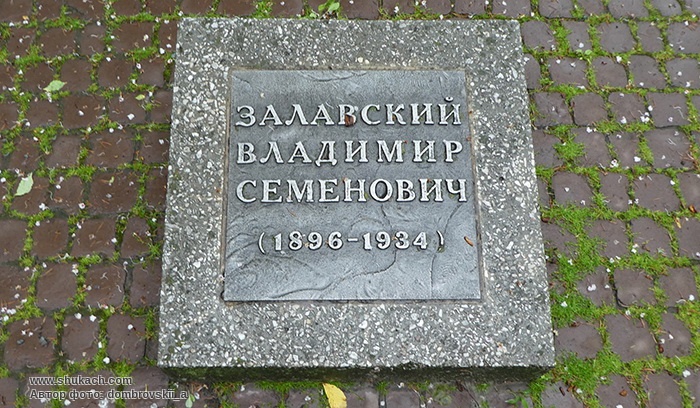 ЗАЛАВСКИЙ
ВЛАДИМИР
СЕМЕНОВИЧ
(1896-1934)
www.shukach.com
Автор фото: dombrovskii_a